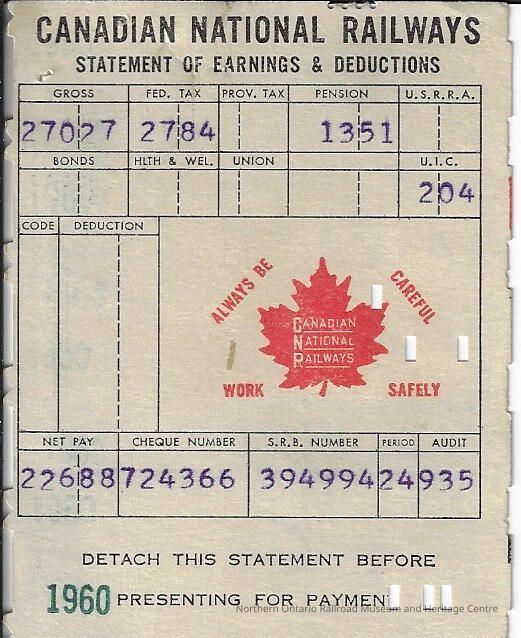 CANADIAN NATIONAL RAILWAYS
STATEMENT OF EARNINGS & DEDUCTIONS
GROSS FED. TAX PROV. TAX PENSION U.S.R.R.A.
27027 2784 1351
BONDS HLTH & WEL. UNION U.I.C.
204
CODE DEDUCTION
ALWAYS BE CAREFUL
CANADIAN
NATIONAL
RAILWAYS
WORK SAFELY
NET PAY CHEQUE NUMBER S.R.B. NUMBER PERIOD AUDIT
22688 724366 394994 24 935
DETACH THIS STATEMENT BEFORE
1960 PRESENTING FOR PAYMENT
Northern Ontario Railroad Museum and Heritage Centre